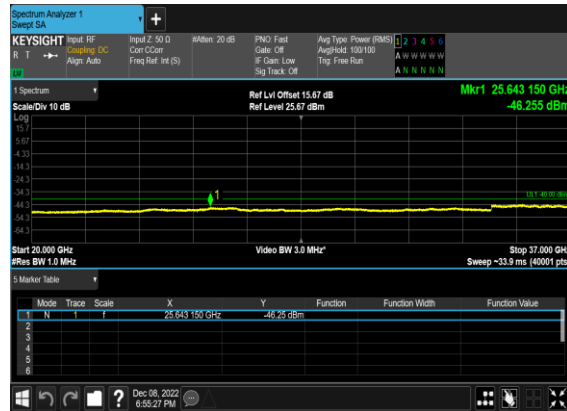 Spectrum Analyzer 1
Swept SA
+
KEYSIGHT Input: RF Input Z: 50 Ω #Atten: 20 dB PNO: Fast Avg Type: Power (RMS) 1 2 3 4 5 6
R T Coupling: DC Corr CCorr Gate: Off Avg|Hold: 100/100 A W W W W W
Align: Auto Freq Ref: Int (S) IF Gain: Low Trig: Free Run
Sig Track: Off A N N N N N
1 Spectrum Ref Lvl Offset 15.67 dB Mkr1 25.643 150 GHz
Scale/Div 10 dB Ref Level 25.67 dBm -46.255 dBm
Log
15.7
5.67
-4.33
-14.3
-24.3
-34.3
1
DL1 -40.00 dBm
-44.3
-54.3
-64.3
Start 20.000 GHz Video BW 3.0 MHz* Stop 37.000 GHz
#Res BW 1.0 MHz Sweep ~33.9 ms (40001 pts)
5 Marker Table
Mode Trace Scale X Y Function Function Width Function Value
1 N 1 f 25.643 150 GHz -46.25 dBm
2
3
4
5
6
? Dec 08, 2022
6:55:27 PM